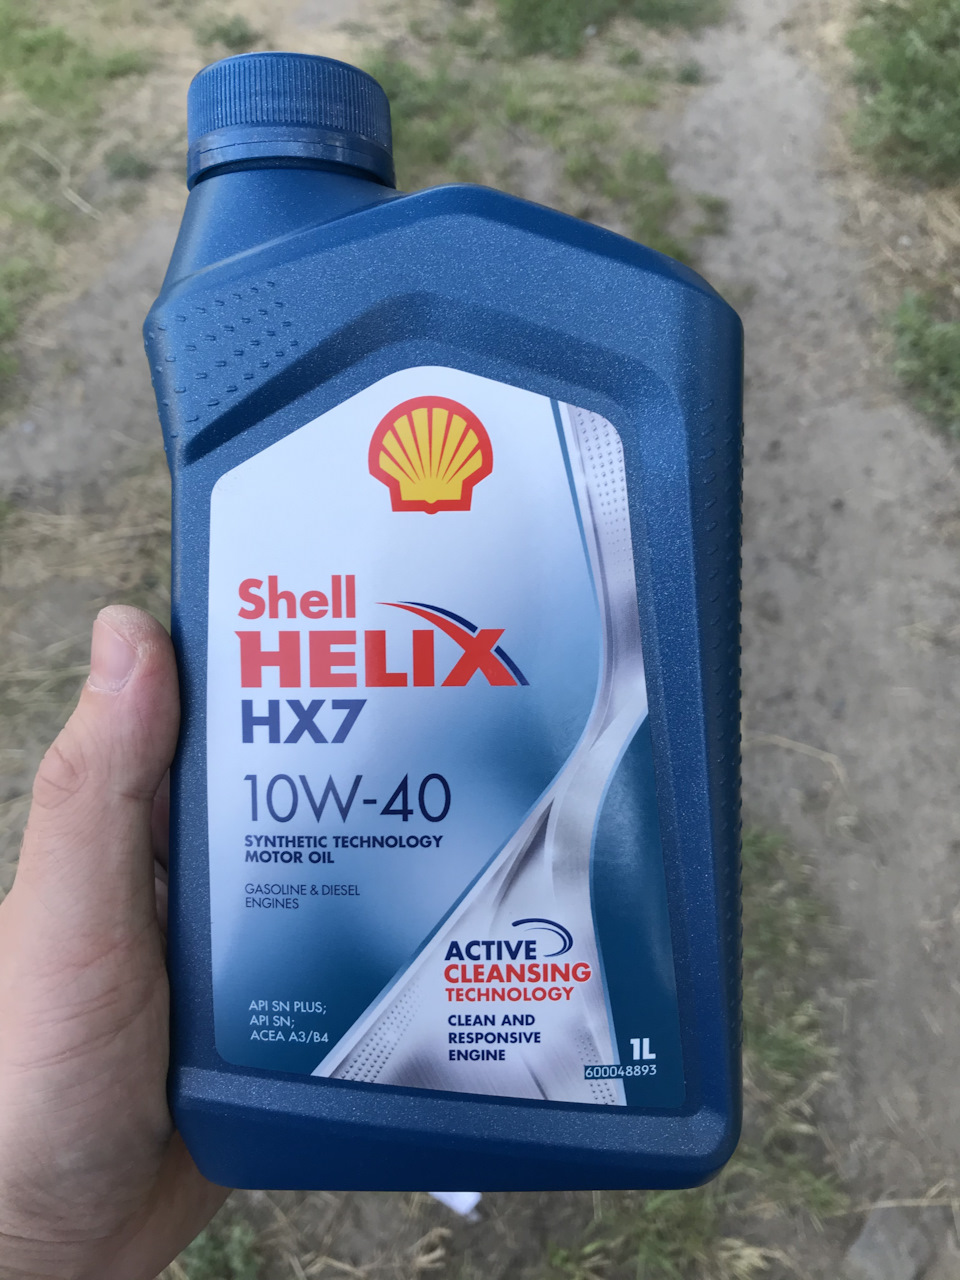 Shell
HELIX
HX7
10W-40
SYNTHETIC TECHNOLOGY
MOTOR OIL
GASOLINE & DIESEL
ENGINES
ACTIVE
CLEANSING
TECHNOLOGY
CLEAN AND
RESPONSIVE
ENGINE
API SN PLUS;
API SN;
ACEA A3/B4
1L
600048893